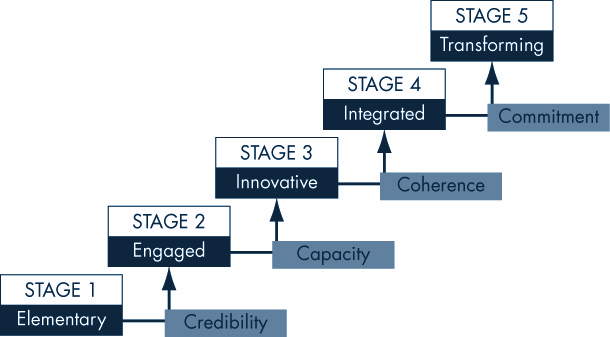 STAGE 5
Transforming
STAGE 4
Integrated
Commitment
STAGE 3
Innovative
Coherence
STAGE 2
Engaged
Capacity
STAGE 1
Elementary
Credibility